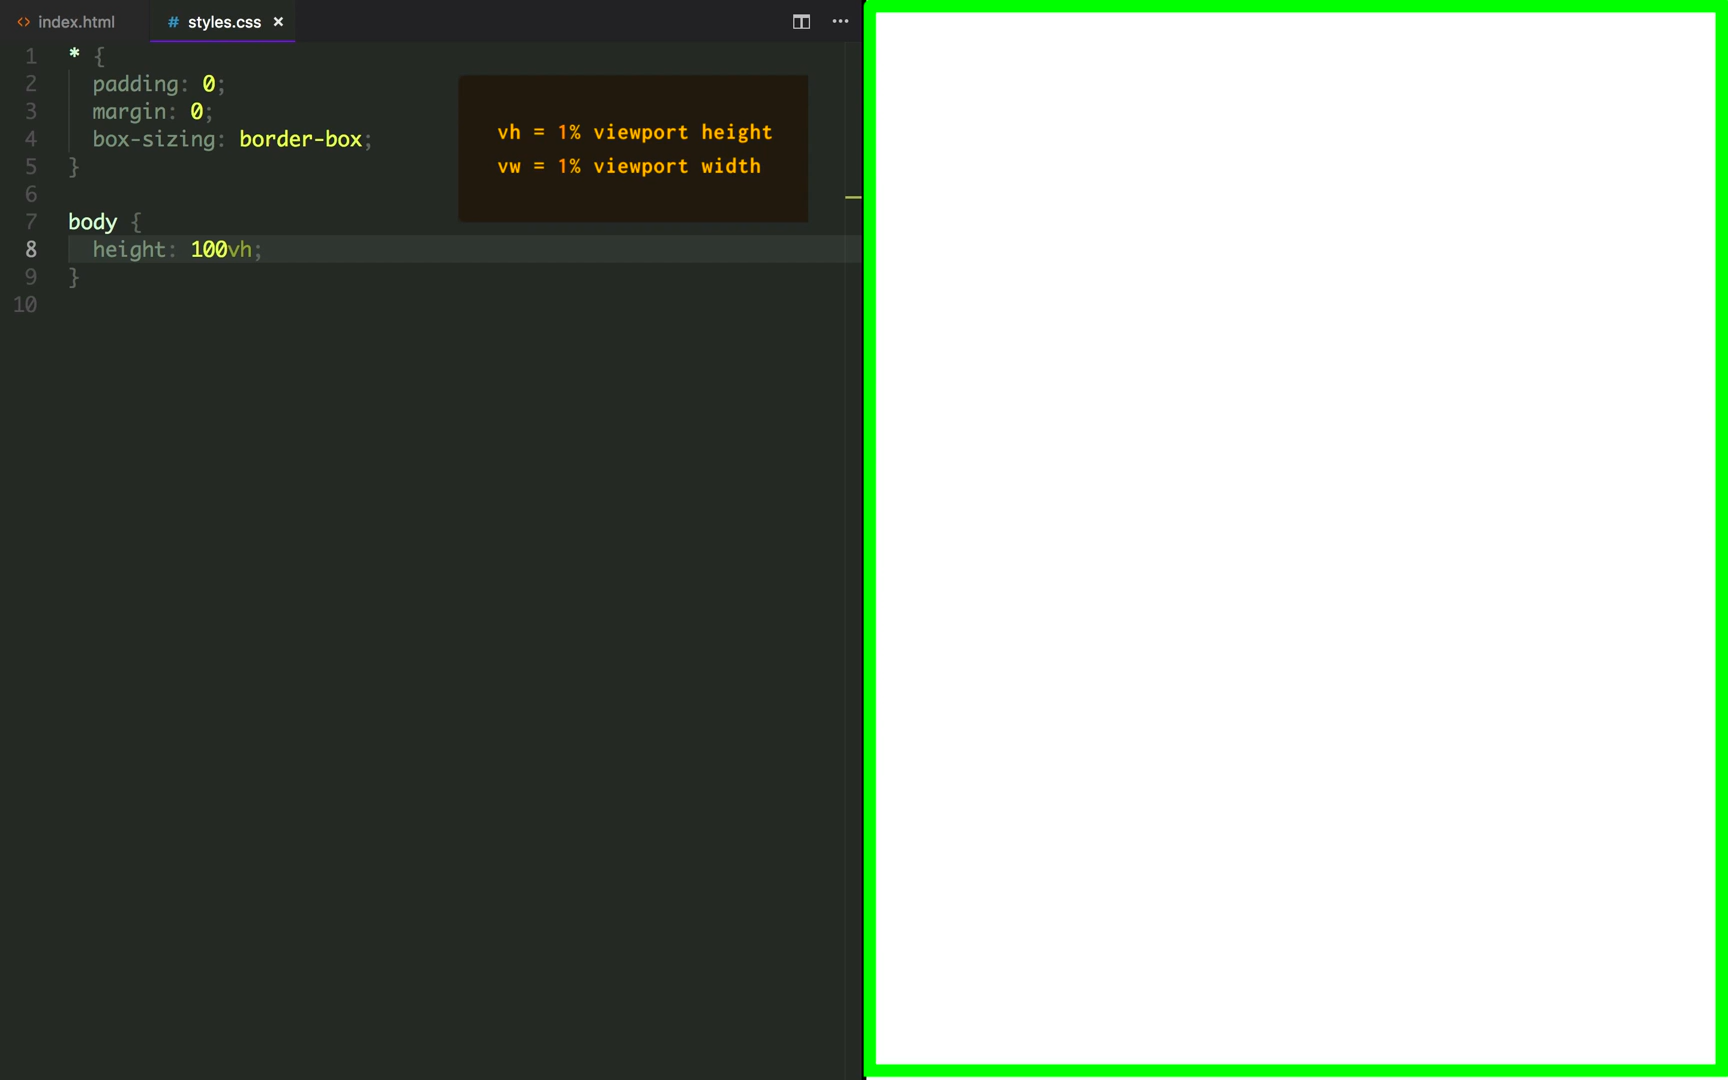 index.html
# styles.css
1 * {
2 padding: 0;
3 margin: 0;
4 box-sizing: border-box;
5 }
6
7 body {
8 height: 100vh;
9 }
10
vh = 1% viewport height
vw = 1% viewport width